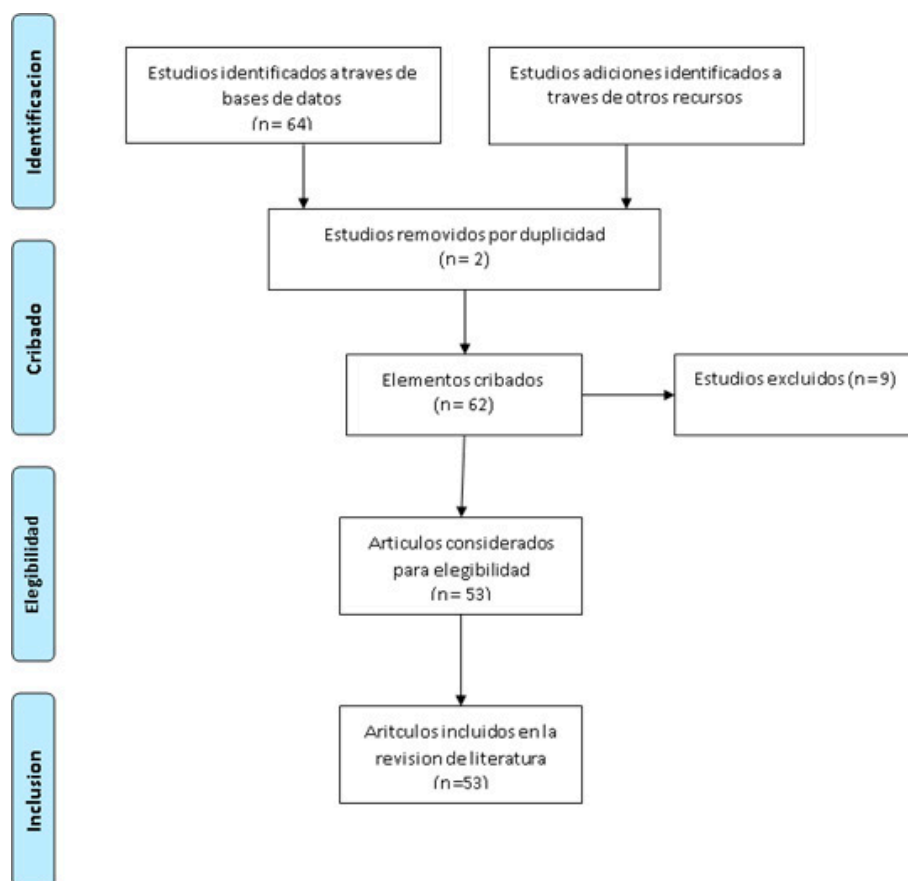 Identificacion
Estudios identificados a traves de
bases de datos
(n= 64)
Estudios adiciones identificados a
traves de otros recursos
Estudios removidos por duplicidad
(n= 2)
Cribado
Elementos cribados
(n= 62)
Estudios excluidos (n=9)
Elegibilidad
Articulos considerados
para elegibilidad
(n= 53)
Inclusion
Aritculos incluidos en la
revision de literatura
(n=53)